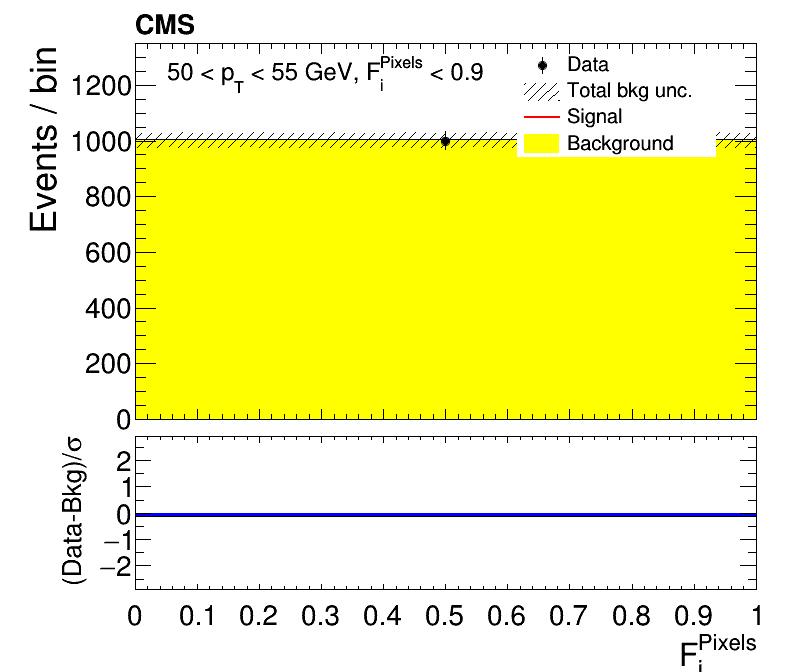 CMS
50 < p_T < 55 GeV, F_i^Pixels < 0.9
Data
Total bkg unc.
Signal
Background
Events / bin
1200
1000
800
600
400
200
0
(Data-Bkg)/σ
2
1
0
−1
−2
0 0.1 0.2 0.3 0.4 0.5 0.6 0.7 0.8 0.9 1
F_i^Pixels